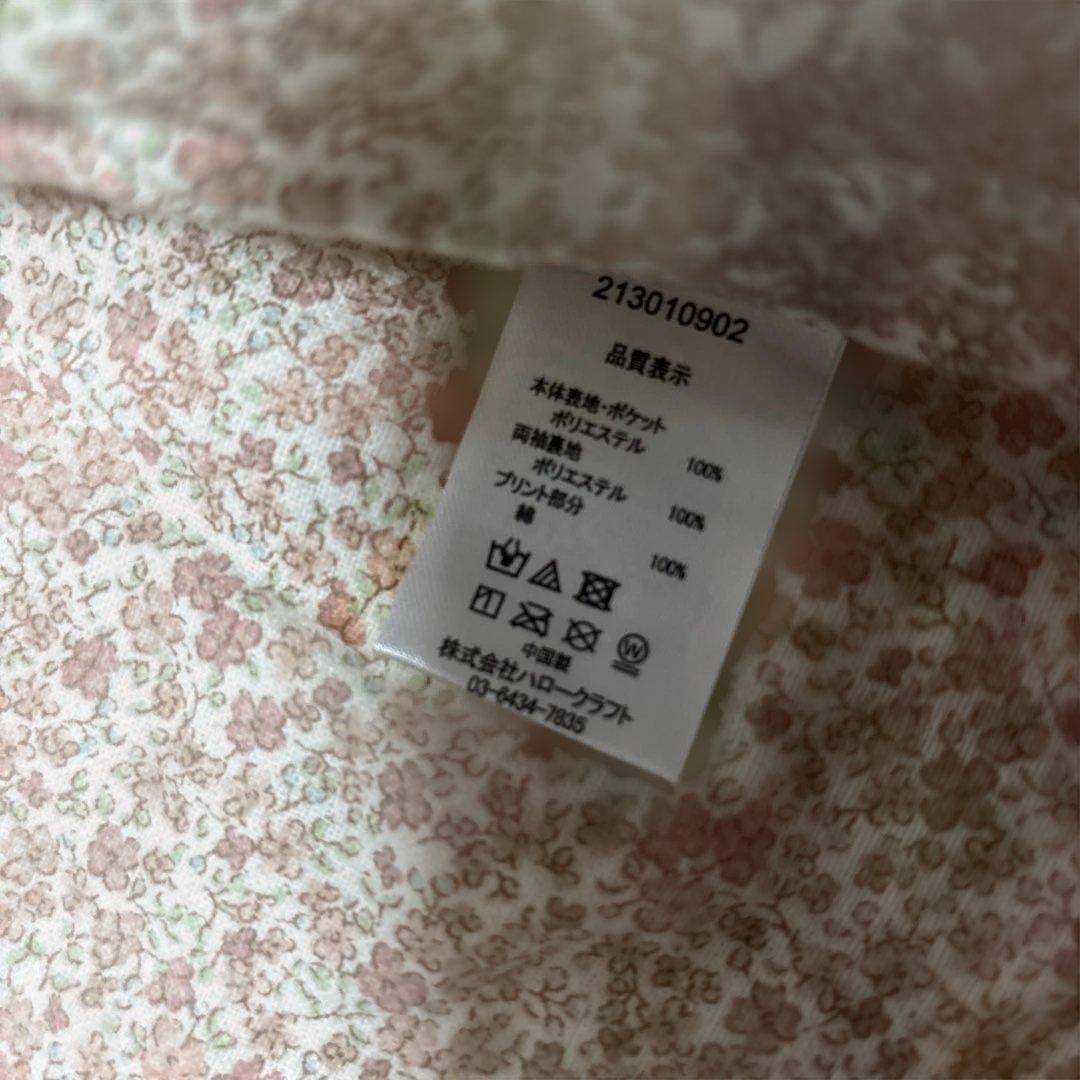 213010902
品質表示
本体表地・ポケット
ポリエステル 100%
両袖裏地
ポリエステル 100%
プリント部分
綿 100%
W
中国製
株式会社ハロークラフト
03-6434-7835